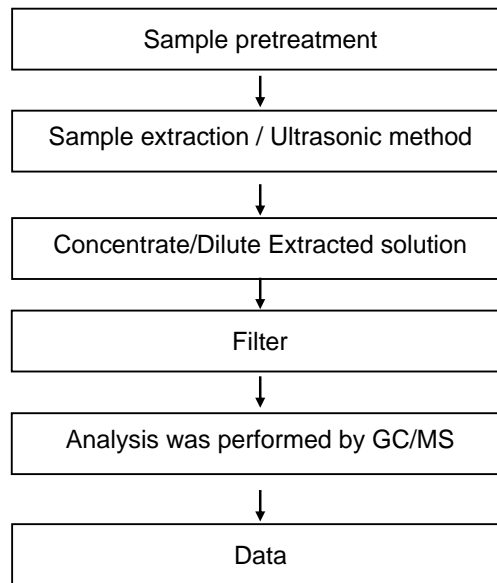 Sample pretreatment
Sample extraction / Ultrasonic method
Concentrate/Dilute Extracted solution
Filter
Analysis was performed by GC/MS
Data